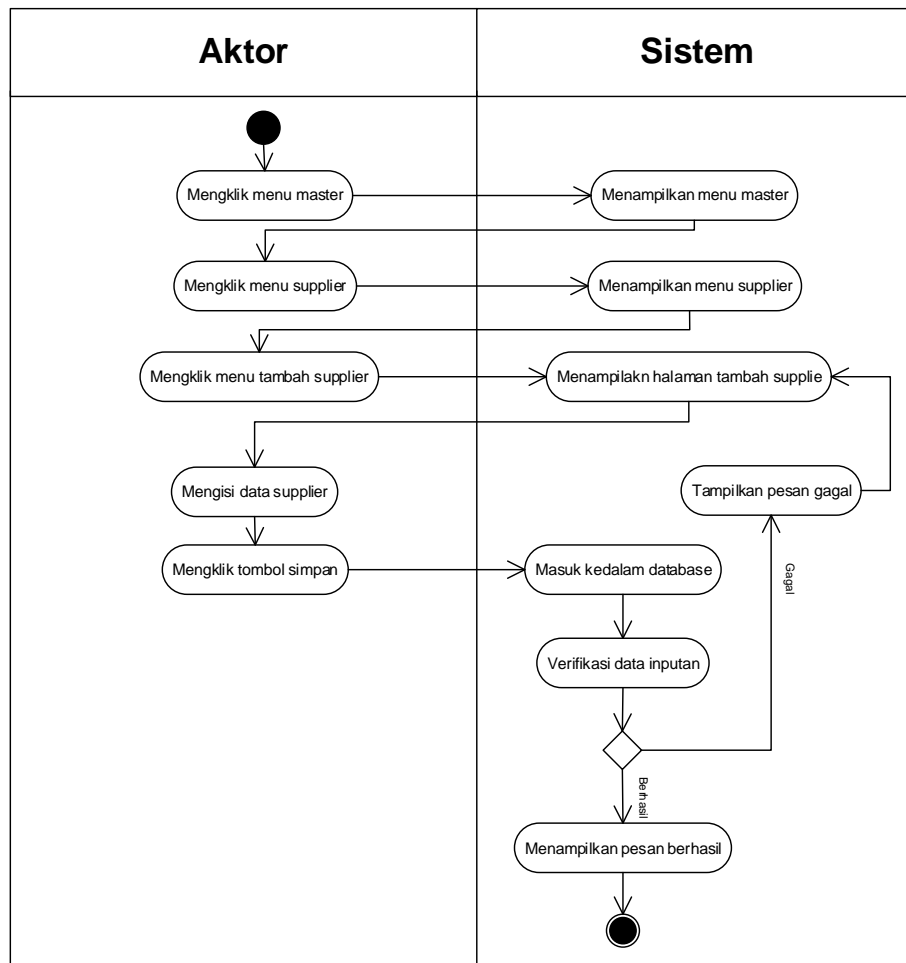 Aktor
Sistem
Mengklik menu master
Menampilkan menu master
Mengklik menu supplier
Menampilkan menu supplier
Mengklik menu tambah supplier
Menampilakn halaman tambah supplie
Mengisi data supplier
Tampilkan pesan gagal
Mengklik tombol simpan
Masuk kedalam database
Gagal
Verifikasi data inputan
Berhasil
Menampilkan pesan berhasil